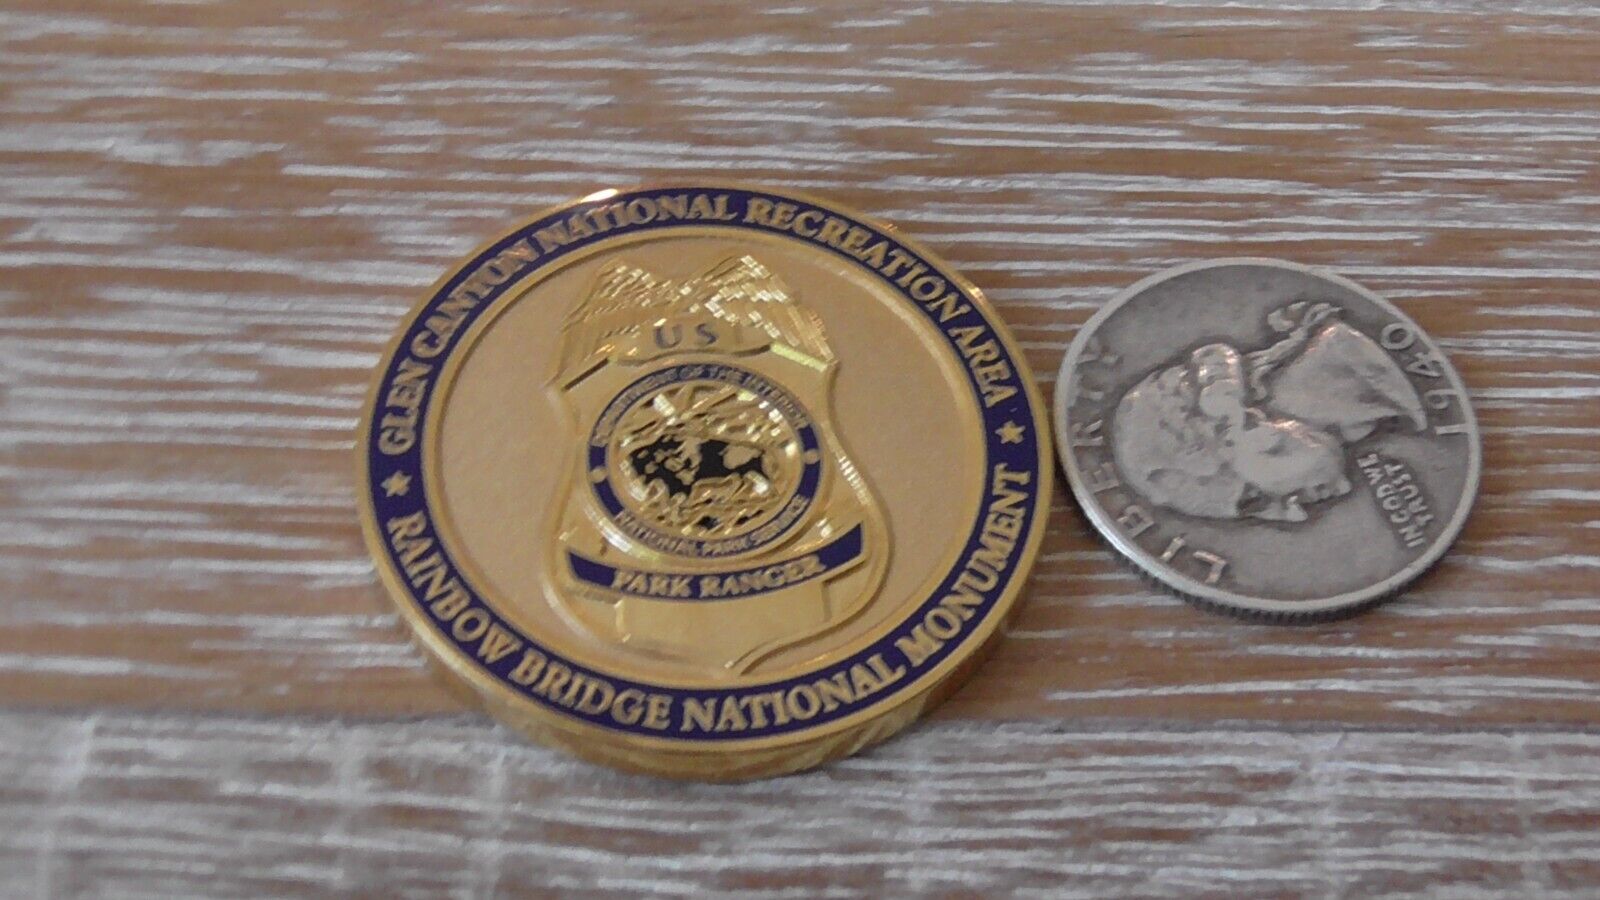 GLEN CANYON NATIONAL RECREATION AREA
★ RAINBOW BRIDGE NATIONAL MONUMENT ★
US
DEPARTMENT OF THE INTERIOR
NATIONAL PARK SERVICE
PARK RANGER
LIBERTY
IN GOD WE
TRUST
1940